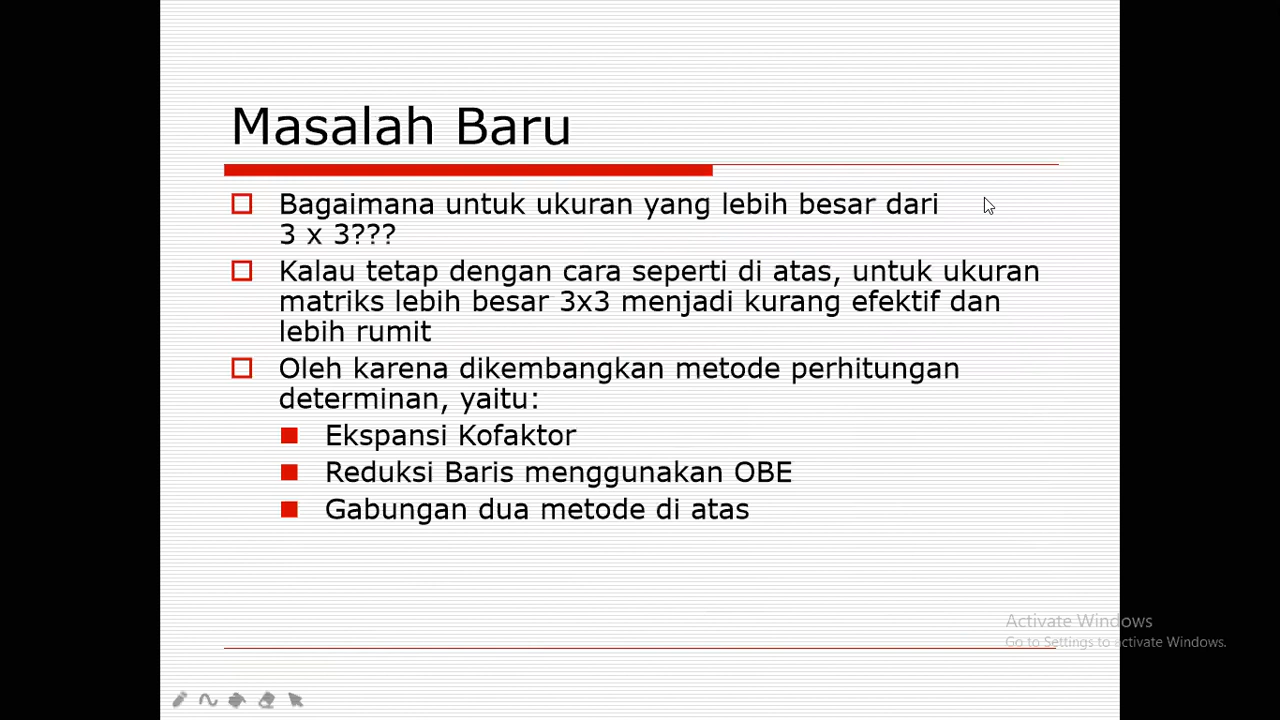 Masalah Baru
Bagaimana untuk ukuran yang lebih besar dari
3 x 3???
Kalau tetap dengan cara seperti di atas, untuk ukuran
matriks lebih besar 3x3 menjadi kurang efektif dan
lebih rumit
Oleh karena dikembangkan metode perhitungan
determinan, yaitu:
Ekspansi Kofaktor
Reduksi Baris menggunakan OBE
Gabungan dua metode di atas
Activate Windows
Go to Settings to activate Windows.